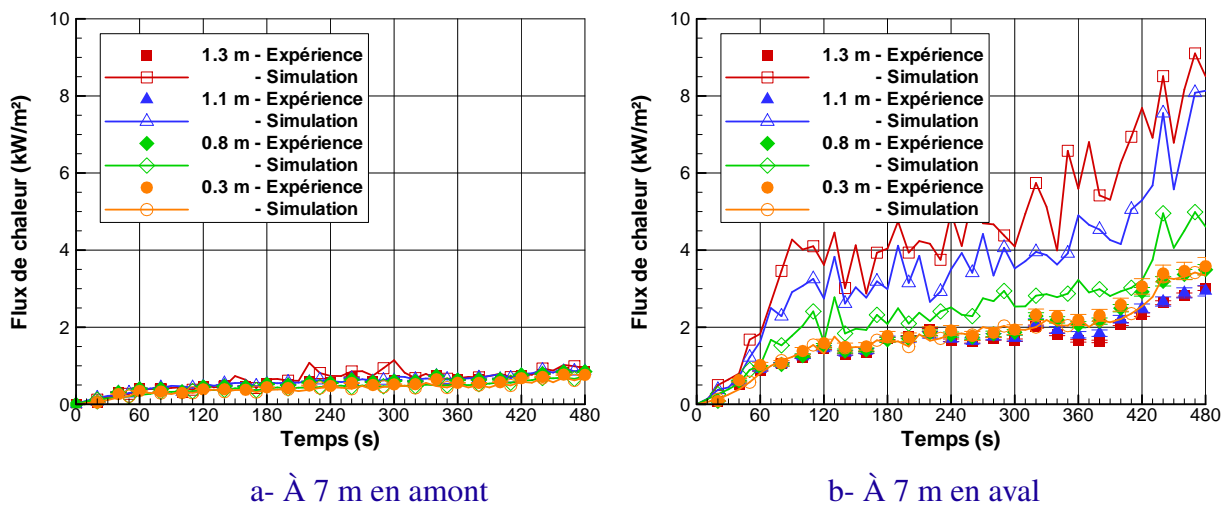 Flux de chaleur (kW/m²)
10
8
6
4
2
0
1.3 m - Expérience
- Simulation
1.1 m - Expérience
- Simulation
0.8 m - Expérience
- Simulation
0.3 m - Expérience
- Simulation
0 60 120 180 240 300 360 420 480
Temps (s)
a- À 7 m en amont
Flux de chaleur (kW/m²)
10
8
6
4
2
0
1.3 m - Expérience
- Simulation
1.1 m - Expérience
- Simulation
0.8 m - Expérience
- Simulation
0.3 m - Expérience
- Simulation
0 60 120 180 240 300 360 420 480
Temps (s)
b- À 7 m en aval